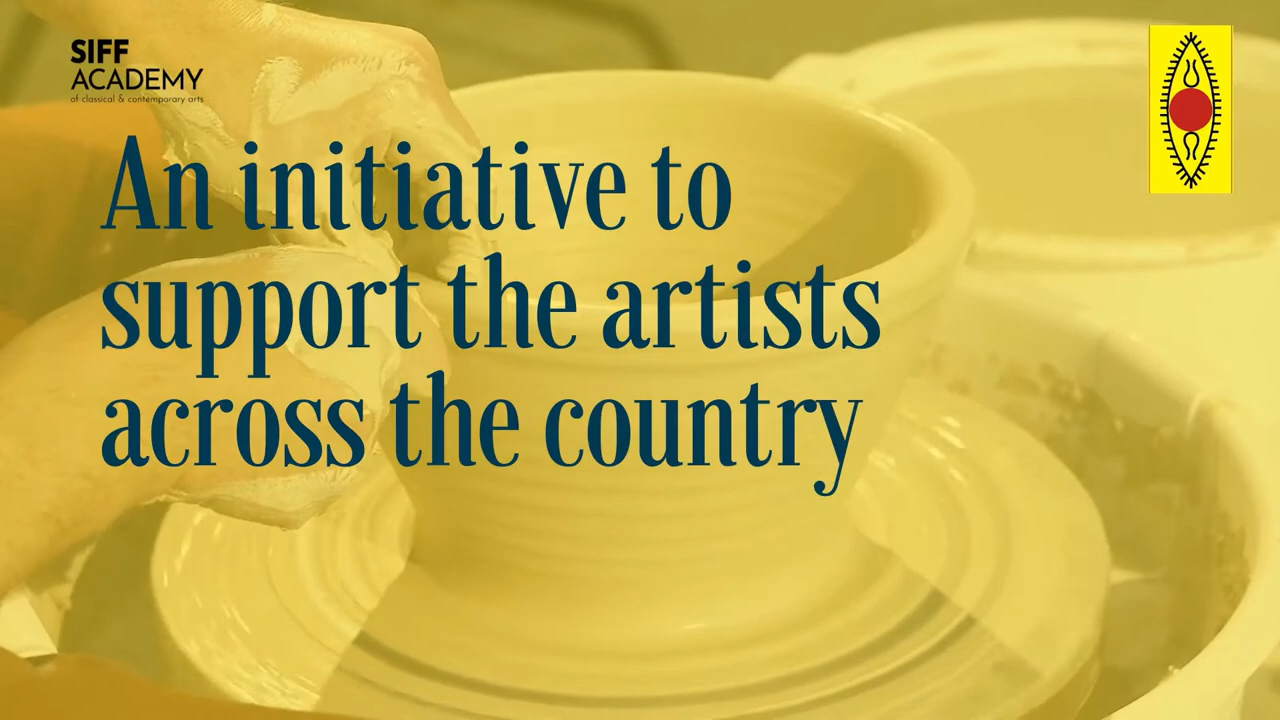 SIFF
ACADEMY
of classical & contemporary arts
An initiative to
support the artists
across the country